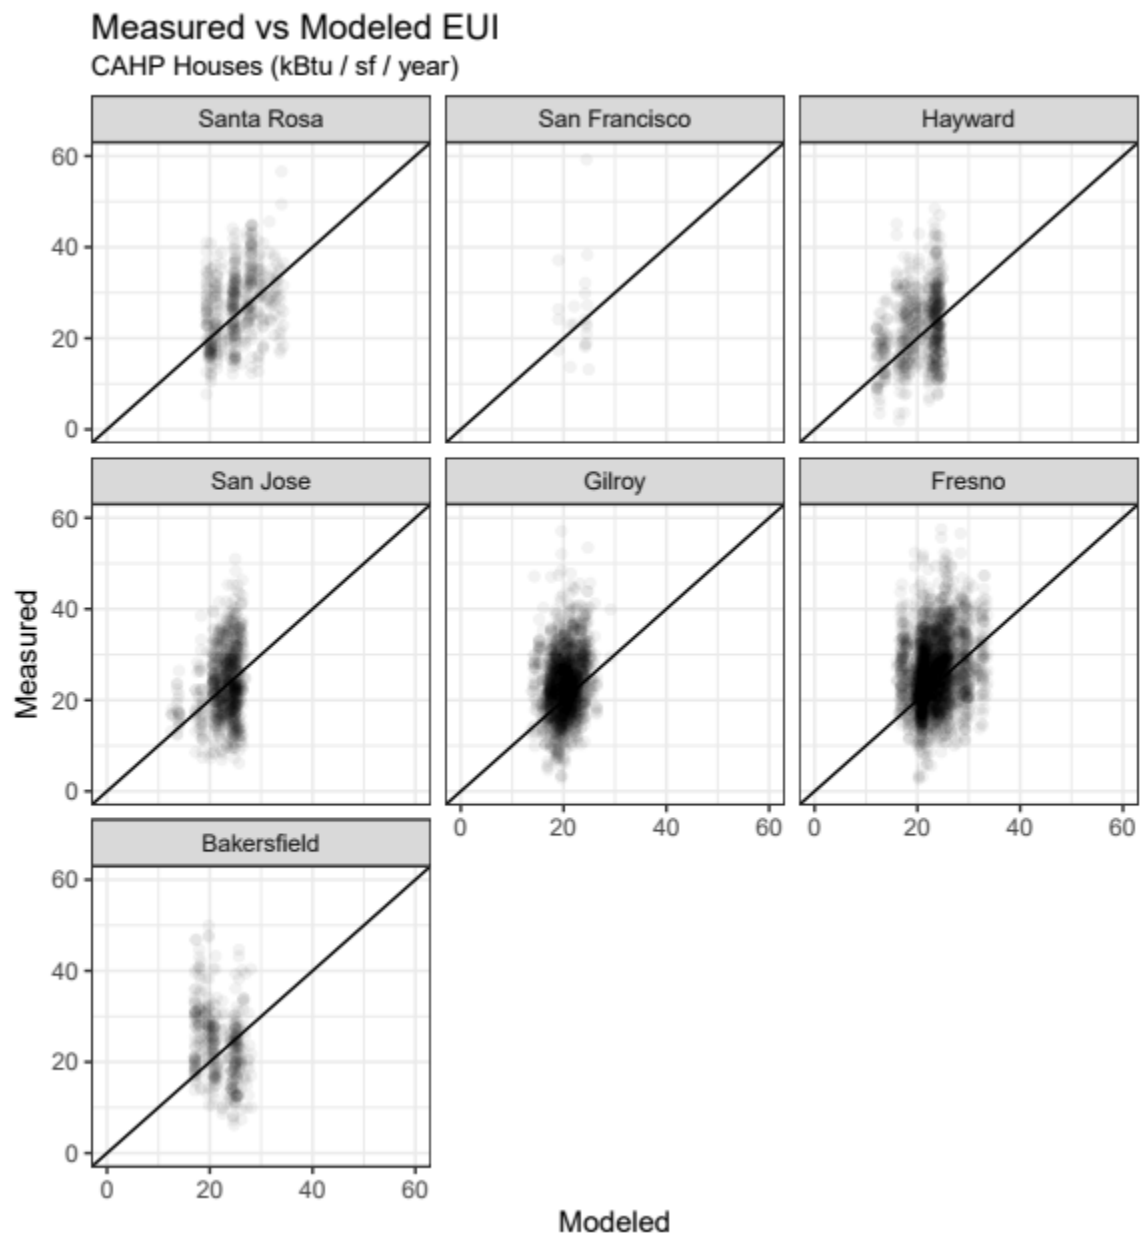 Measured vs Modeled EUI
CAHP Houses (kBtu / sf / year)
Santa Rosa
San Francisco
Hayward
60
40
20
0
San Jose
Gilroy
Fresno
60
40
20
0
0 20 40 60
0 20 40 60
Bakersfield
60
40
20
0
0 20 40 60
Measured
Modeled